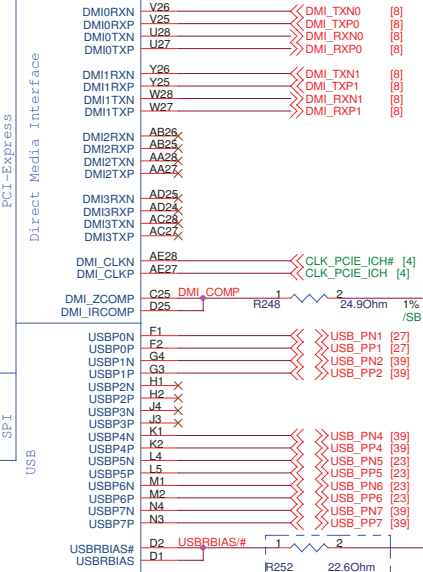 DMI0RXN V26 DMI_TXN0 [8]
DMI0RXP V25 DMI_TXP0 [8]
DMI0TXN U28 DMI_RXN0 [8]
DMI0TXP U27 DMI_RXP0 [8]
DMI1RXN Y26 DMI_TXN1 [8]
DMI1RXP Y25 DMI_TXP1 [8]
DMI1TXN W28 DMI_RXN1 [8]
DMI1TXP W27 DMI_RXP1 [8]
DMI2RXN AB26
DMI2RXP AB25
DMI2TXN AA28
DMI2TXP AA27
DMI3RXN AD25
DMI3RXP AD24
DMI3TXN AC28
DMI3TXP AC27
DMI_CLKN AE28 CLK_PCIE_ICH# [4]
DMI_CLKP AE27 CLK_PCIE_ICH [4]
DMI_ZCOMP C25 DMI_COMP 1 2
DMI_IRCOMP D25 R248 24.9Ohm 1%
/SB
PCI-Express
Direct Media Interface
USBP0N F1 USB_PN1 [27]
USBP0P F2 USB_PP1 [27]
USBP1N G4 USB_PN2 [39]
USBP1P G3 USB_PP2 [39]
USBP2N H1
USBP2P H2
USBP3N J4
USBP3P J3
USBP4N K1 USB_PN4 [39]
USBP4P K2 USB_PP4 [39]
USBP5N L4 USB_PN5 [23]
USBP5P L5 USB_PP5 [23]
USBP6N M1 USB_PN6 [23]
USBP6P M2 USB_PP6 [23]
USBP7N N4 USB_PN7 [39]
USBP7P N3 USB_PP7 [39]
SPI
USB
USBRBIAS# D2 USBRBIAS/# 1 2
USBRBIAS D1
R252 22.6Ohm